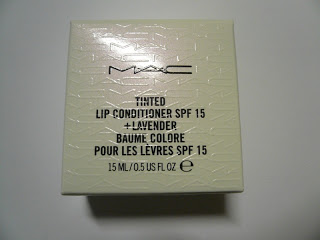 MAC
TINTED
LIP CONDITIONER SPF 15
+LAVENDER
BAUME COLORE
POUR LES LÈVRES SPF 15
15 ML/0.5 US FL OZ ℮